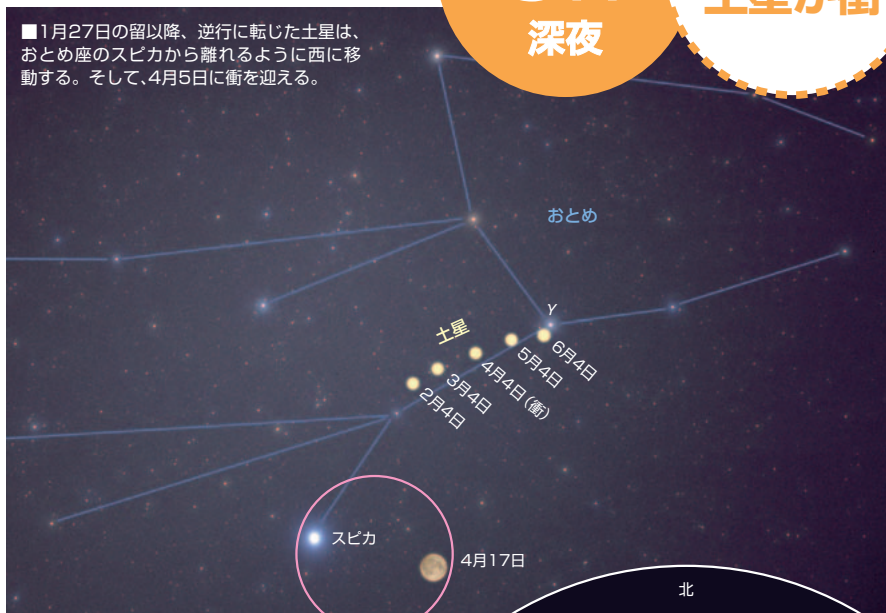 ■1月27日の留以降、逆行に転じた土星は、
おとめ座のスピカから離れるように西に移
動する。そして、4月5日に衝を迎える。
深夜
土星が衝
おとめ
γ
土星
6月4日
5月4日
4月4日(衝)
3月4日
2月4日
スピカ
4月17日
北